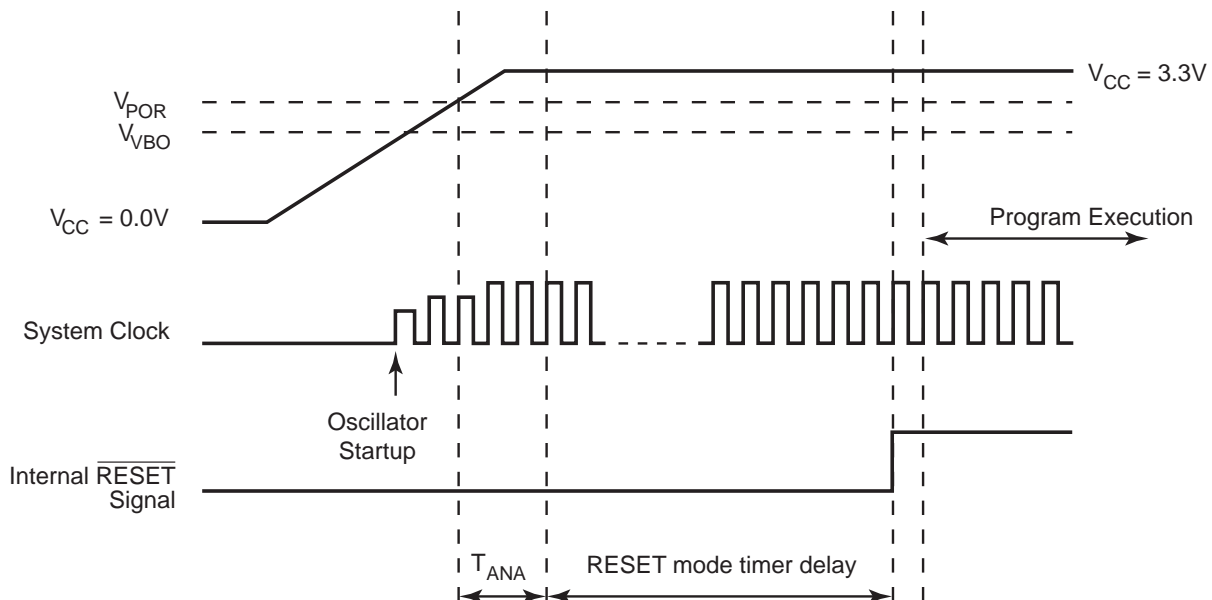 V_CC = 3.3V
V_POR
V_VBO
V_CC = 0.0V
Program Execution
System Clock
Oscillator
Startup
Internal R̅E̅S̅E̅T̅
Signal
T_ANA
RESET mode timer delay